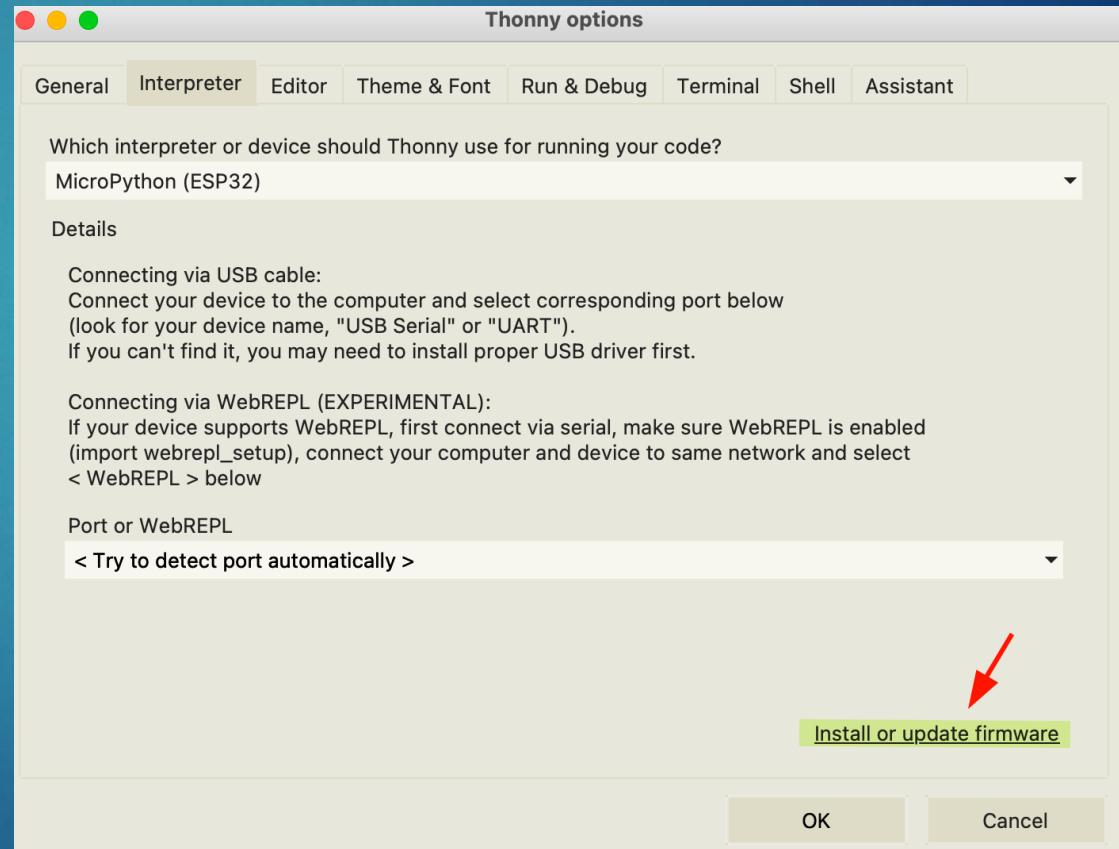 Thonny options
General Interpreter Editor Theme & Font Run & Debug Terminal Shell Assistant
Which interpreter or device should Thonny use for running your code?
MicroPython (ESP32)
Details
Connecting via USB cable:
Connect your device to the computer and select corresponding port below
(look for your device name, "USB Serial" or "UART").
If you can't find it, you may need to install proper USB driver first.
Connecting via WebREPL (EXPERIMENTAL):
If your device supports WebREPL, first connect via serial, make sure WebREPL is enabled
(import webrepl_setup), connect your computer and device to same network and select
< WebREPL > below
Port or WebREPL
< Try to detect port automatically >
Install or update firmware
OK Cancel